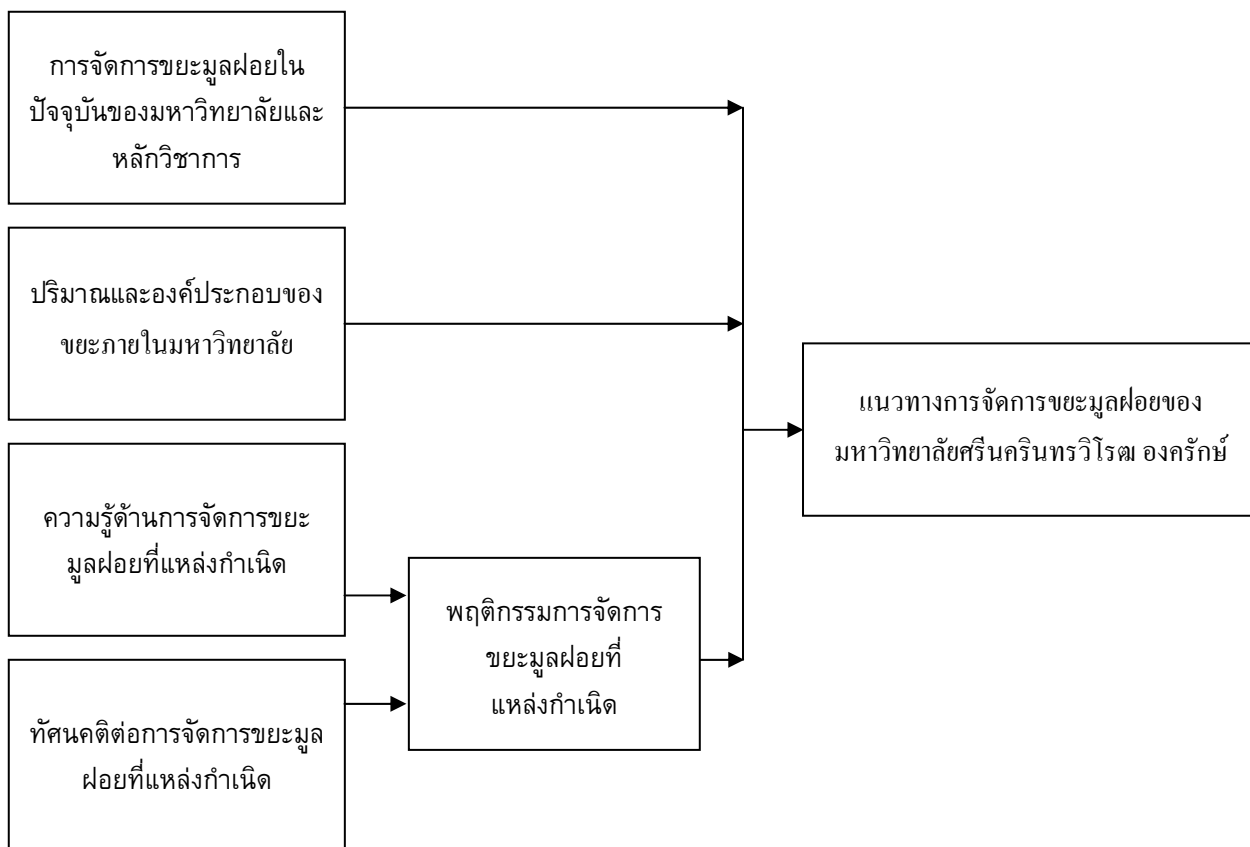 การจัดการขยะมูลฝอยใน
ปัจจุบันของมหาวิทยาลัยและ
หลักวิชาการ
ปริมาณและองค์ประกอบของ
ขยะภายในมหาวิทยาลัย
ความรู้ด้านการจัดการขยะ
มูลฝอยที่แหล่งกำเนิด
ทัศนคติต่อการจัดการขยะมูล
ฝอยที่แหล่งกำเนิด
พฤติกรรมการจัดการ
ขยะมูลฝอยที่
แหล่งกำเนิด
แนวทางการจัดการขยะมูลฝอยของ
มหาวิทยาลัยศรีนครินทรวิโรฒ องครักษ์